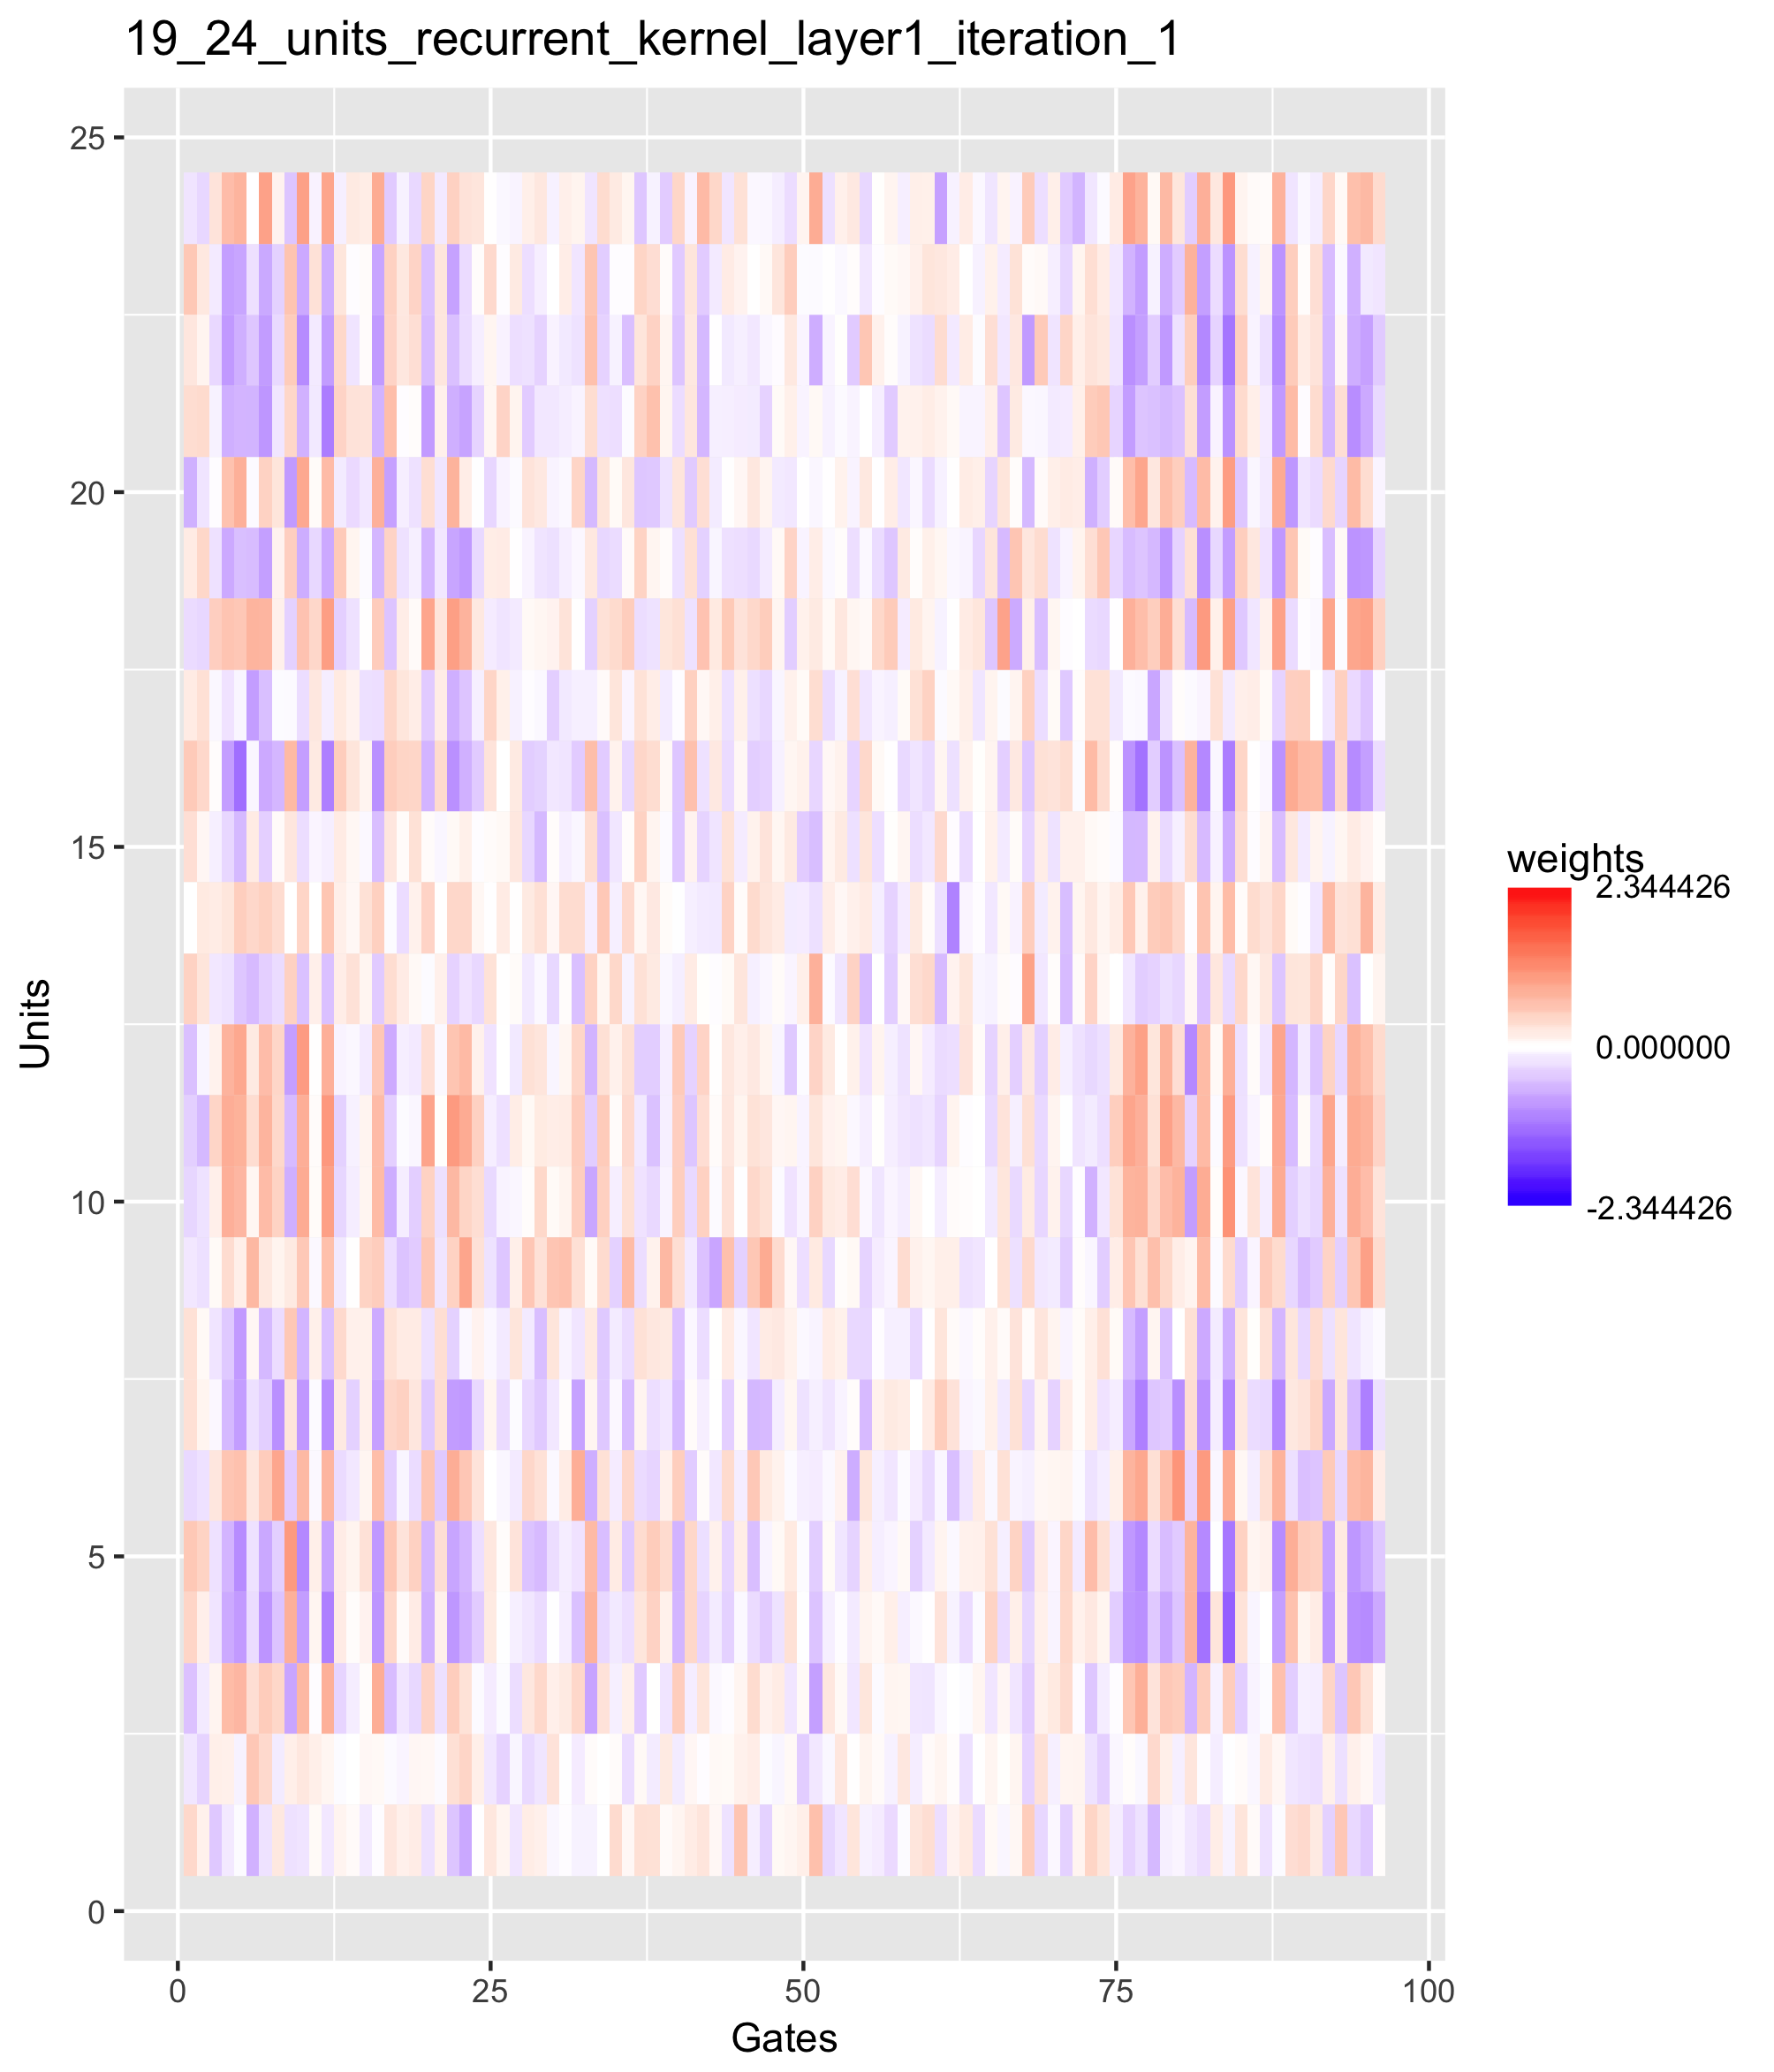 19_24_units_recurrent_kernel_layer1_iteration_1
25
20
15
10
5
0
Units
0 25 50 75 100
Gates
weights
2.344426
0.000000
-2.344426